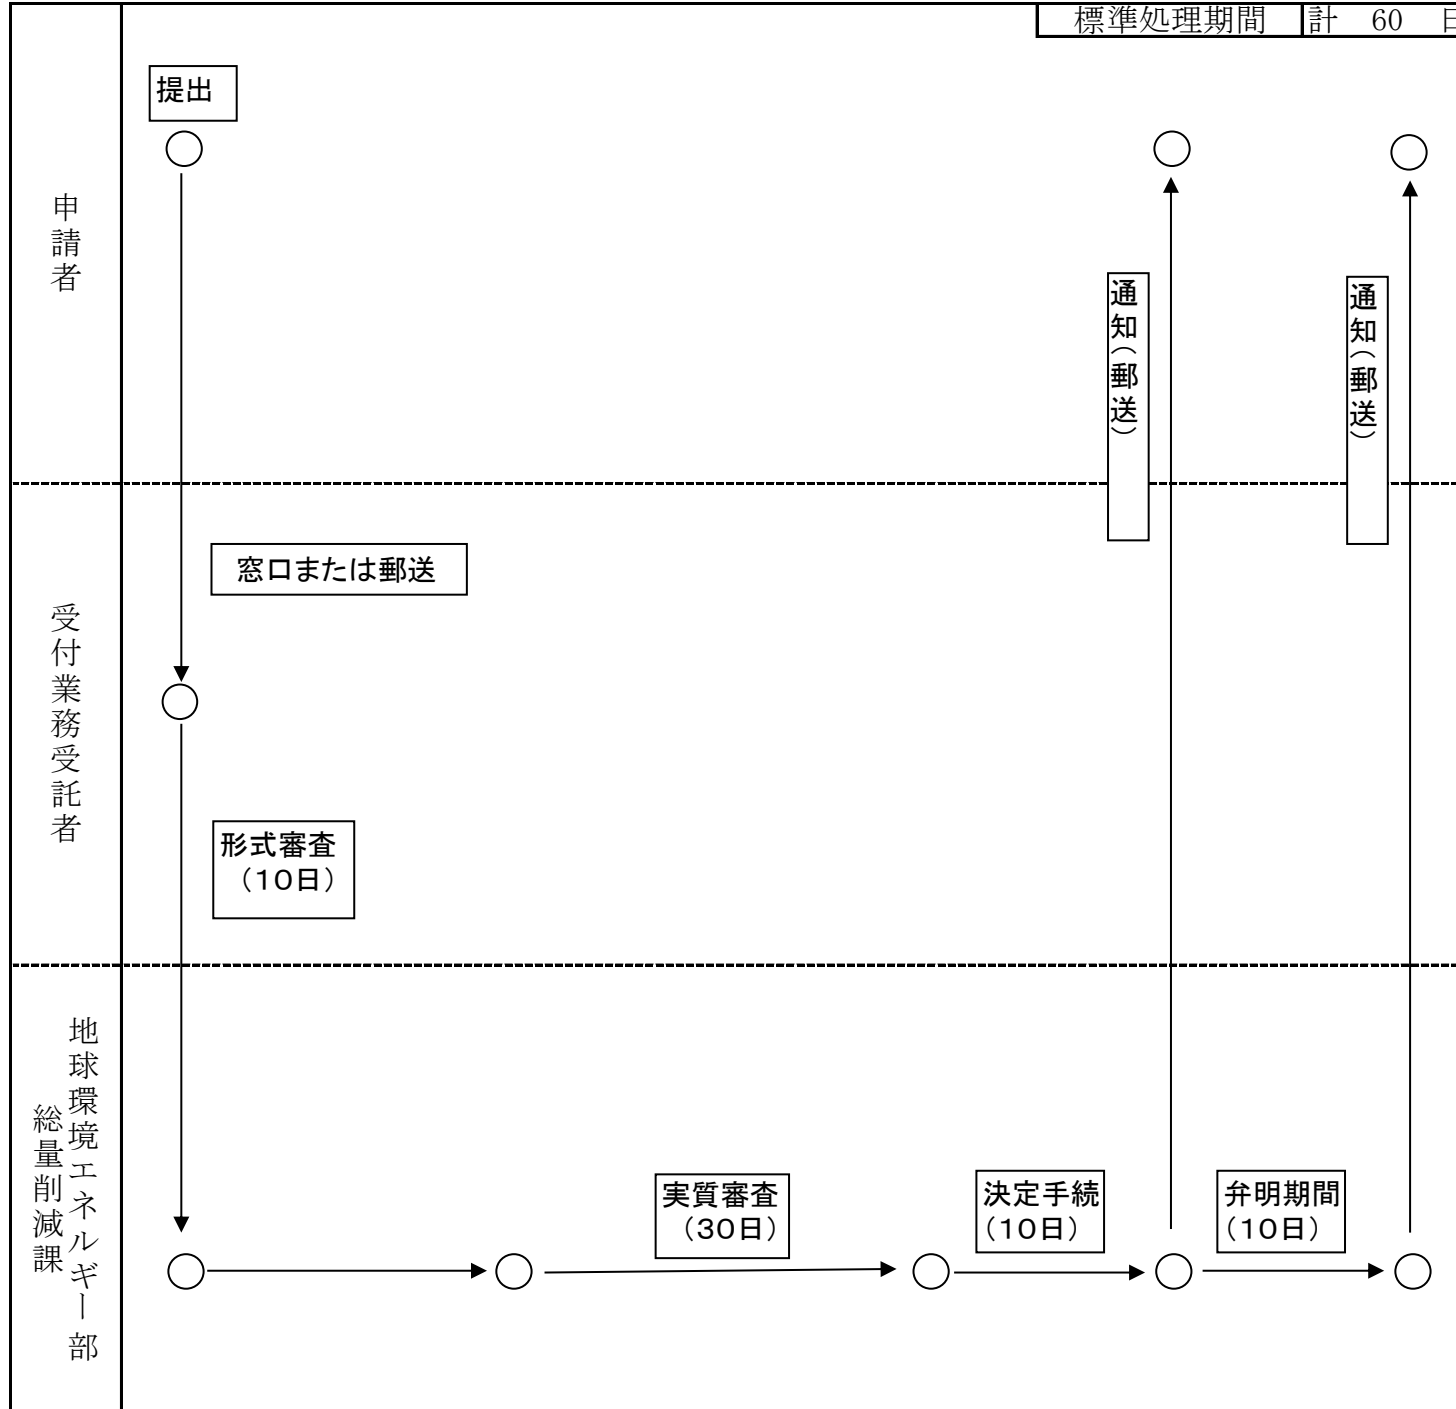 標準処理期間 計 60 日
提出
申請者
通知(郵送)
通知(郵送)
窓口または郵送
受付業務受託者
形式審査
(10日)
地球環境エネルギー部
総量削減課
実質審査
(30日)
決定手続
(10日)
弁明期間
(10日)